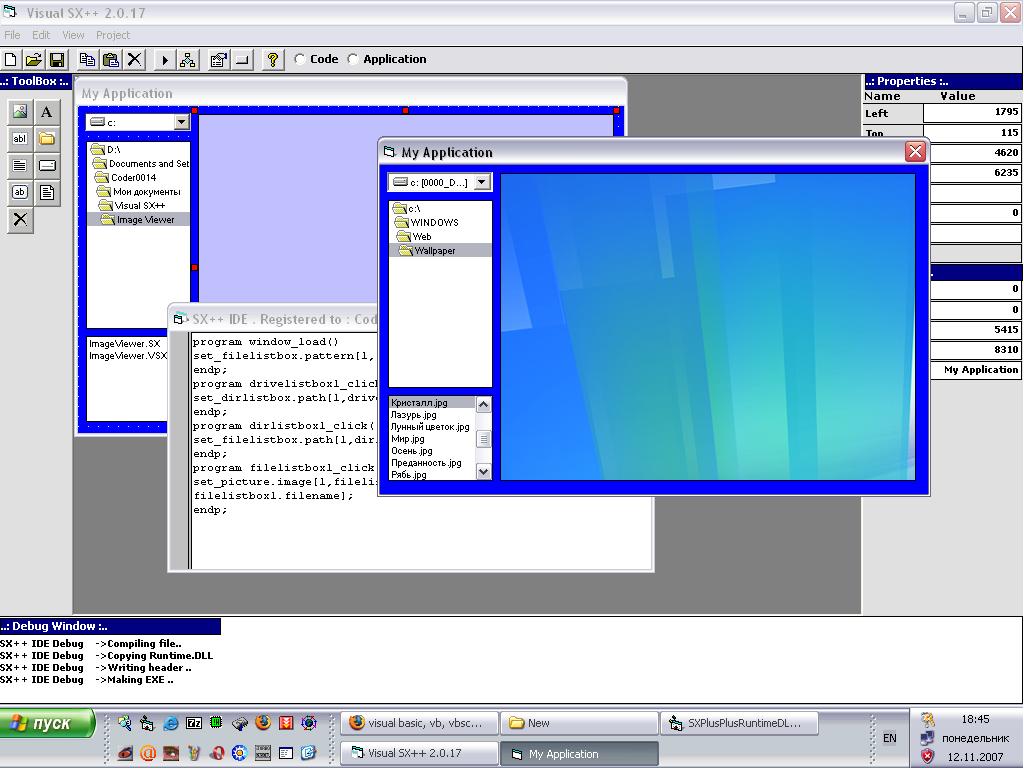 Visual SX++ 2.0.17
File Edit View Project
Code Application
..: ToolBox :..
A
abl
ab
My Application
c:
D:\
Documents and Set
Coder0014
Мои документы
Visual SX++
Image Viewer
ImageViewer.SX
ImageViewer.VSX
SX++ IDE . Registered to : Cod
program window_load()
set_filelistbox.pattern[1,
endp;
program drivelistbox1_click
set_dirlistbox.path[1,drive
endp;
program dirlistbox1_click(
set_filelistbox.path[1,dir.
endp;
program filelistbox1_click
set_picture.image[1,fileli
filelistbox1.filename];
endp;
My Application
c: [0000_D...]
c:\
WINDOWS
Web
Wallpaper
Кристалл.jpg
Лазурь.jpg
Лунный цветок.jpg
Мир.jpg
Осень.jpg
Преданность.jpg
Рябь.jpg
..: Properties :..
Name Value
Left 1795
Top 115
4620
6235
0
0
0
5415
8310
My Application
..: Debug Window :..
SX++ IDE Debug ->Compiling file..
SX++ IDE Debug ->Copying Runtime.DLL
SX++ IDE Debug ->Writing header ..
SX++ IDE Debug ->Making EXE ..
пуск
7z
visual basic, vb, vbsc...
New
SXPlusPlusRuntimeDL...
Visual SX++ 2.0.17
My Application
EN
18:45
понедельник
12.11.2007